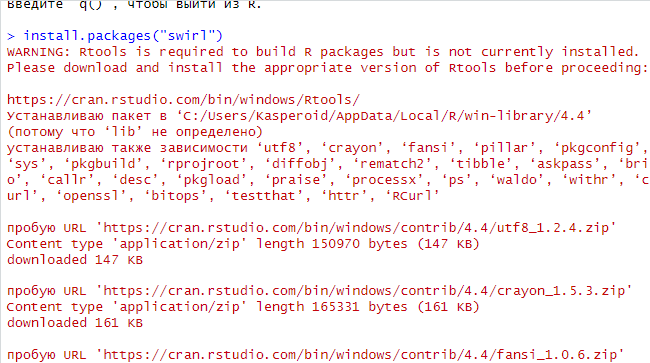 Введите 'q()', чтобы выйти из R.
> install.packages("swirl")
WARNING: Rtools is required to build R packages but is not currently installed.
Please download and install the appropriate version of Rtools before proceeding:
https://cran.rstudio.com/bin/windows/Rtools/
Устанавливаю пакет в ‘C:/Users/Kasperoid/AppData/Local/R/win-library/4.4’
(потому что ‘lib’ не определено)
устанавливаю также зависимости ‘utf8’, ‘crayon’, ‘fansi’, ‘pillar’, ‘pkgconfig’,
‘sys’, ‘pkgbuild’, ‘rprojroot’, ‘diffobj’, ‘rematch2’, ‘tibble’, ‘askpass’, ‘bri
o’, ‘callr’, ‘desc’, ‘pkgload’, ‘praise’, ‘processx’, ‘ps’, ‘waldo’, ‘withr’, ‘c
url’, ‘openssl’, ‘bitops’, ‘testthat’, ‘httr’, ‘RCurl’
пробую URL 'https://cran.rstudio.com/bin/windows/contrib/4.4/utf8_1.2.4.zip'
Content type 'application/zip' length 150970 bytes (147 KB)
downloaded 147 KB
пробую URL 'https://cran.rstudio.com/bin/windows/contrib/4.4/crayon_1.5.3.zip'
Content type 'application/zip' length 165331 bytes (161 KB)
downloaded 161 KB
пробую URL 'https://cran.rstudio.com/bin/windows/contrib/4.4/fansi_1.0.6.zip'